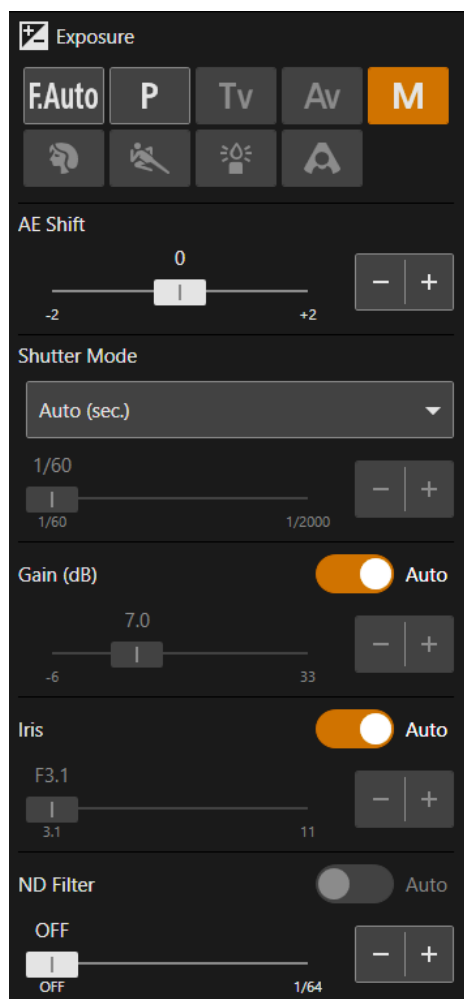 Exposure
F.Auto P Tv Av M
AE Shift
0
-2 +2
Shutter Mode
Auto (sec.)
1/60
1/60 1/2000
Gain (dB) Auto
7.0
-6 33
Iris Auto
F3.1
3.1 11
ND Filter Auto
OFF
OFF 1/64